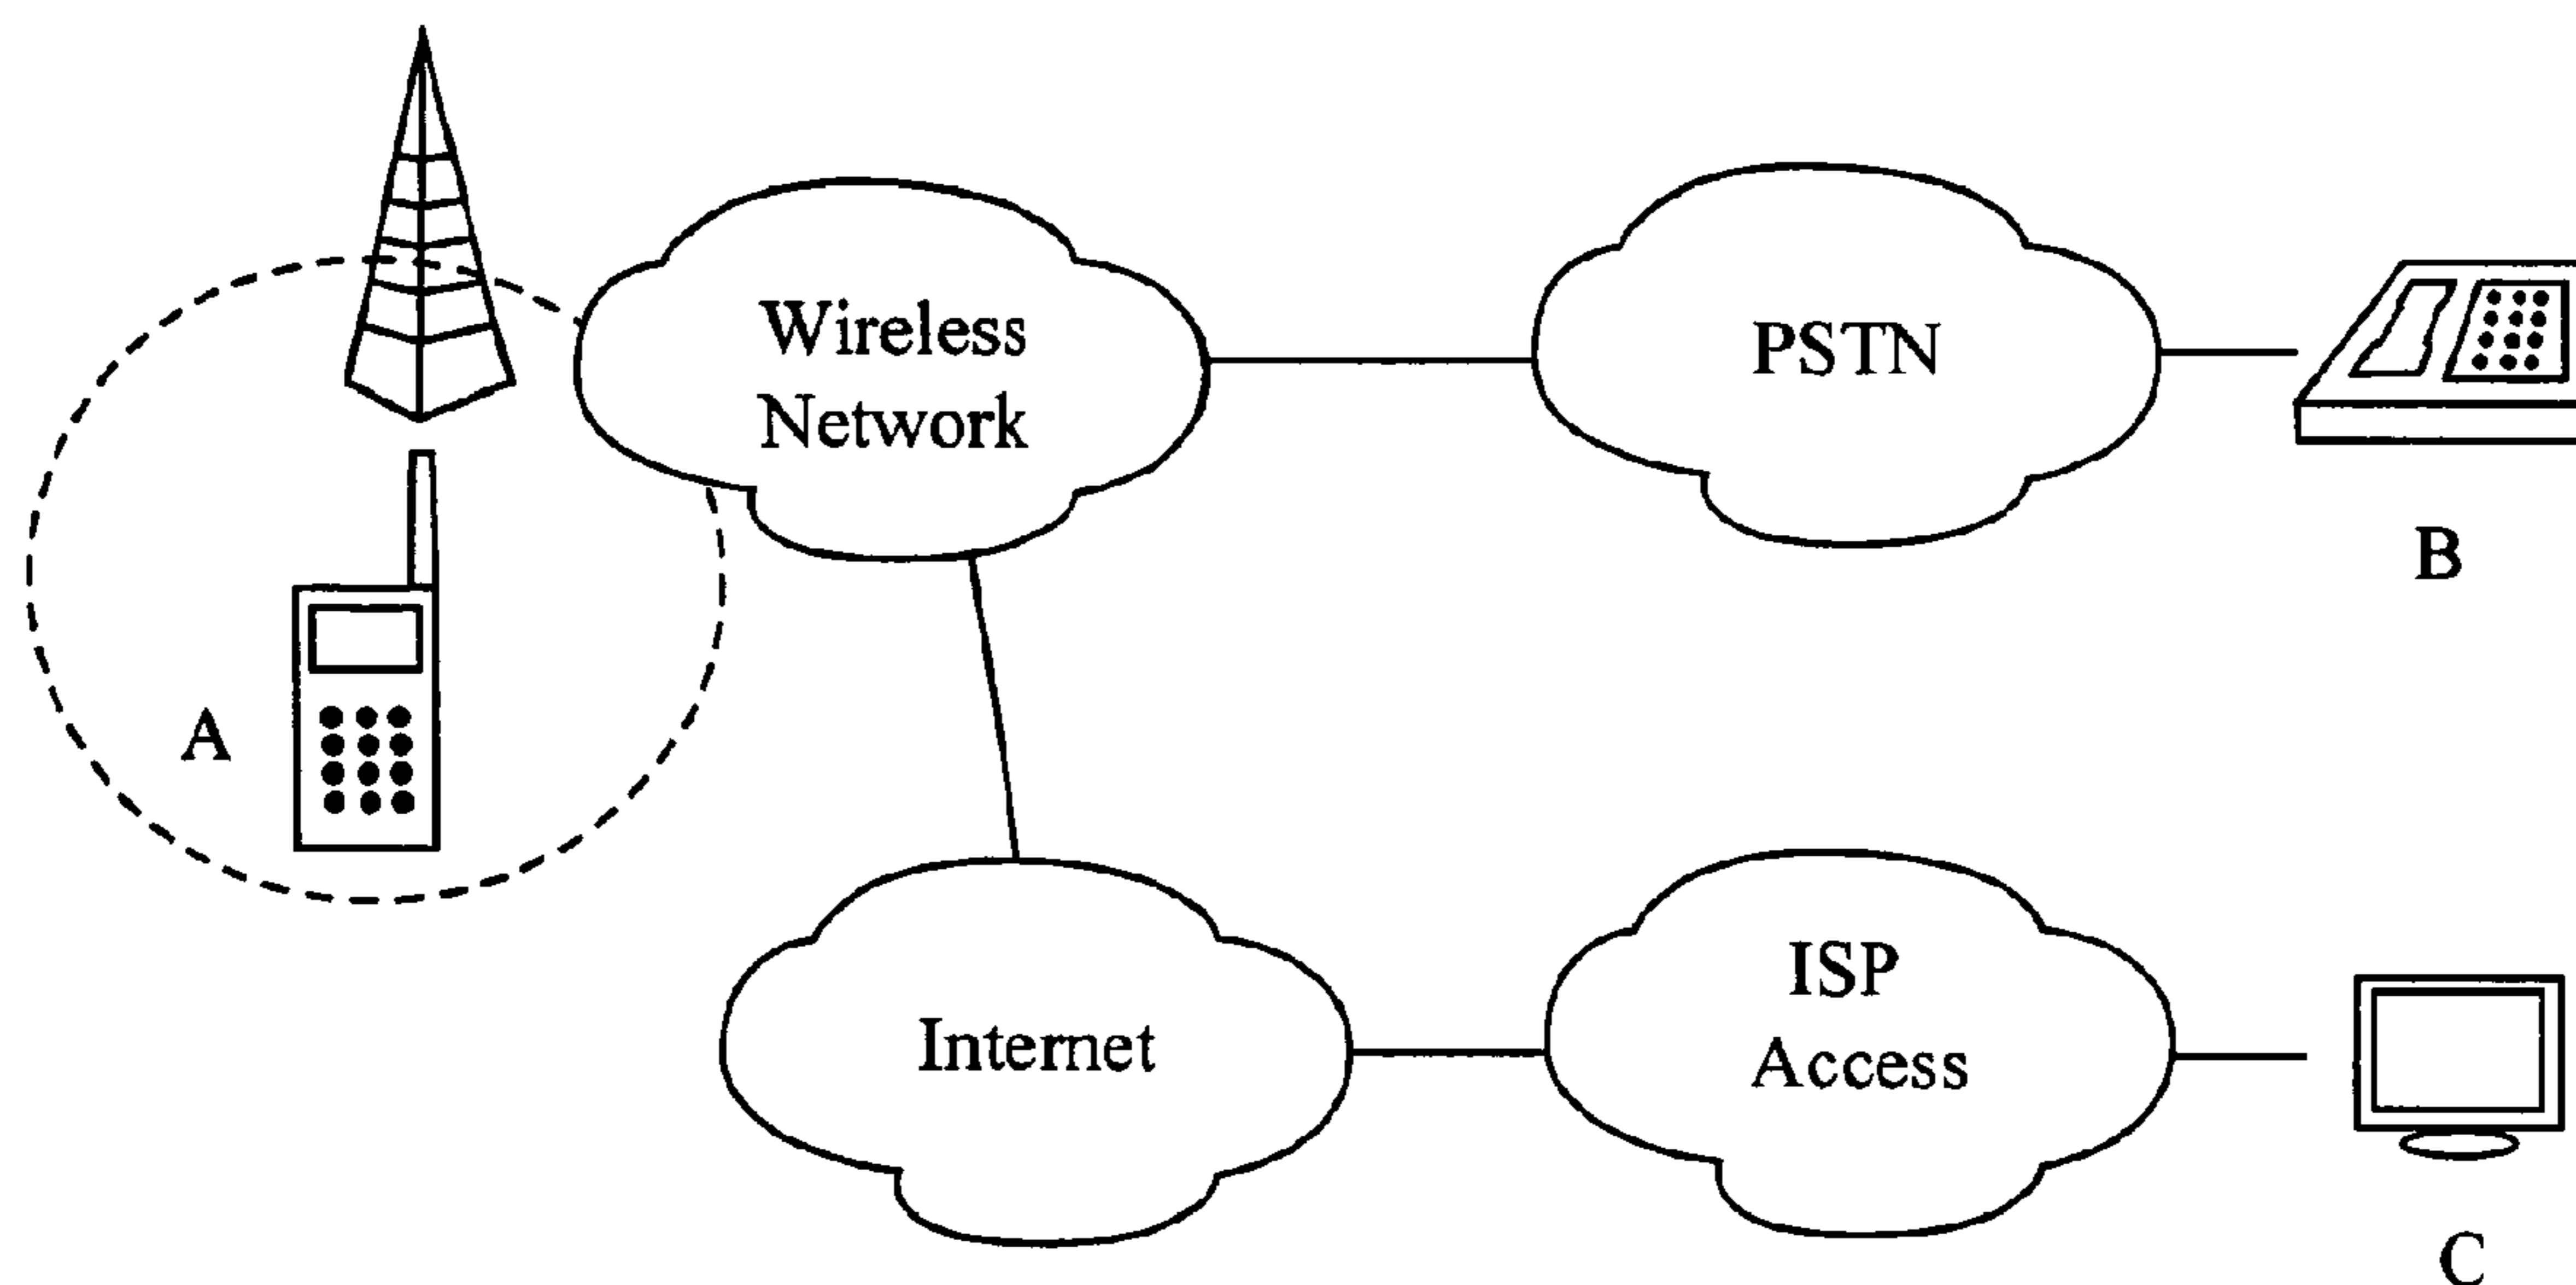 Wireless
Network
PSTN
B
A
Internet
ISP
Access
C